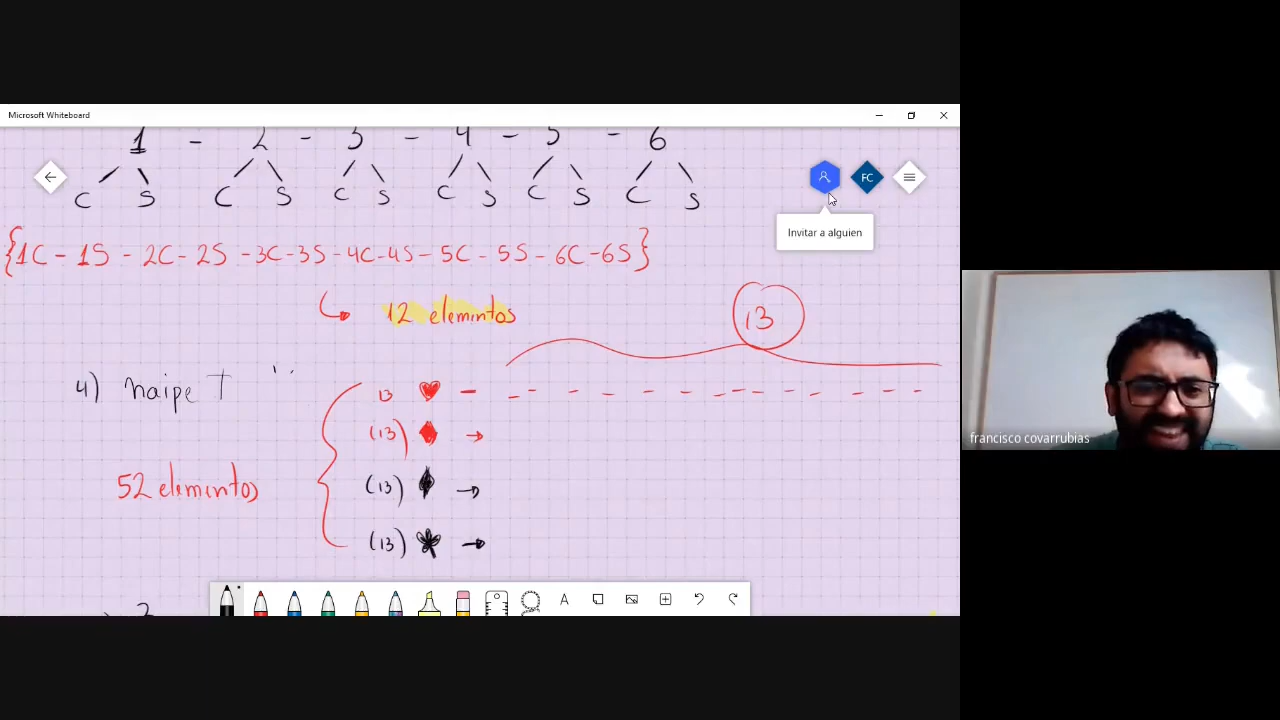 Microsoft Whiteboard
1 - 2 - 3 - 4 - 5 - 6
C S C S C S C S C S C S
FC
Invitar a alguien
{1C - 1S - 2C - 2S - 3C - 3S - 4C - 4S - 5C - 5S - 6C - 6S}
12 elementos
13
4) naipe
13 ♥ -
(13) ♦ →
52 elementos
(13) →
(13) →
francisco covarrubias
A
2